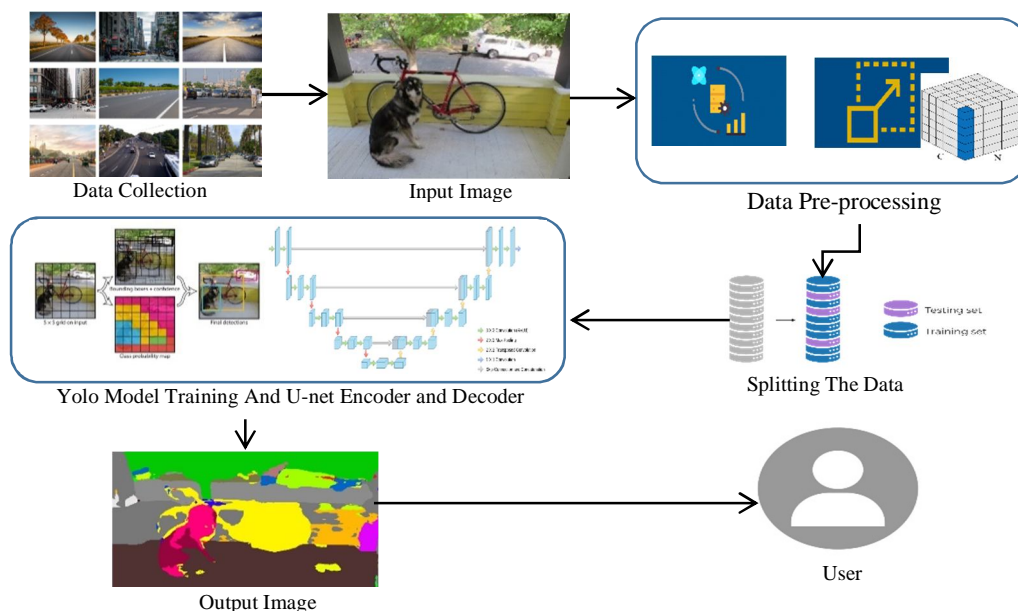 Data Collection
Input Image
C
N
Data Pre-processing
Bounding boxes + confidence
S × S grid on input
Final detections
Class probability map
Testing set
Training set
Splitting The Data
Yolo Model Training And U-net Encoder and Decoder
User
Output Image